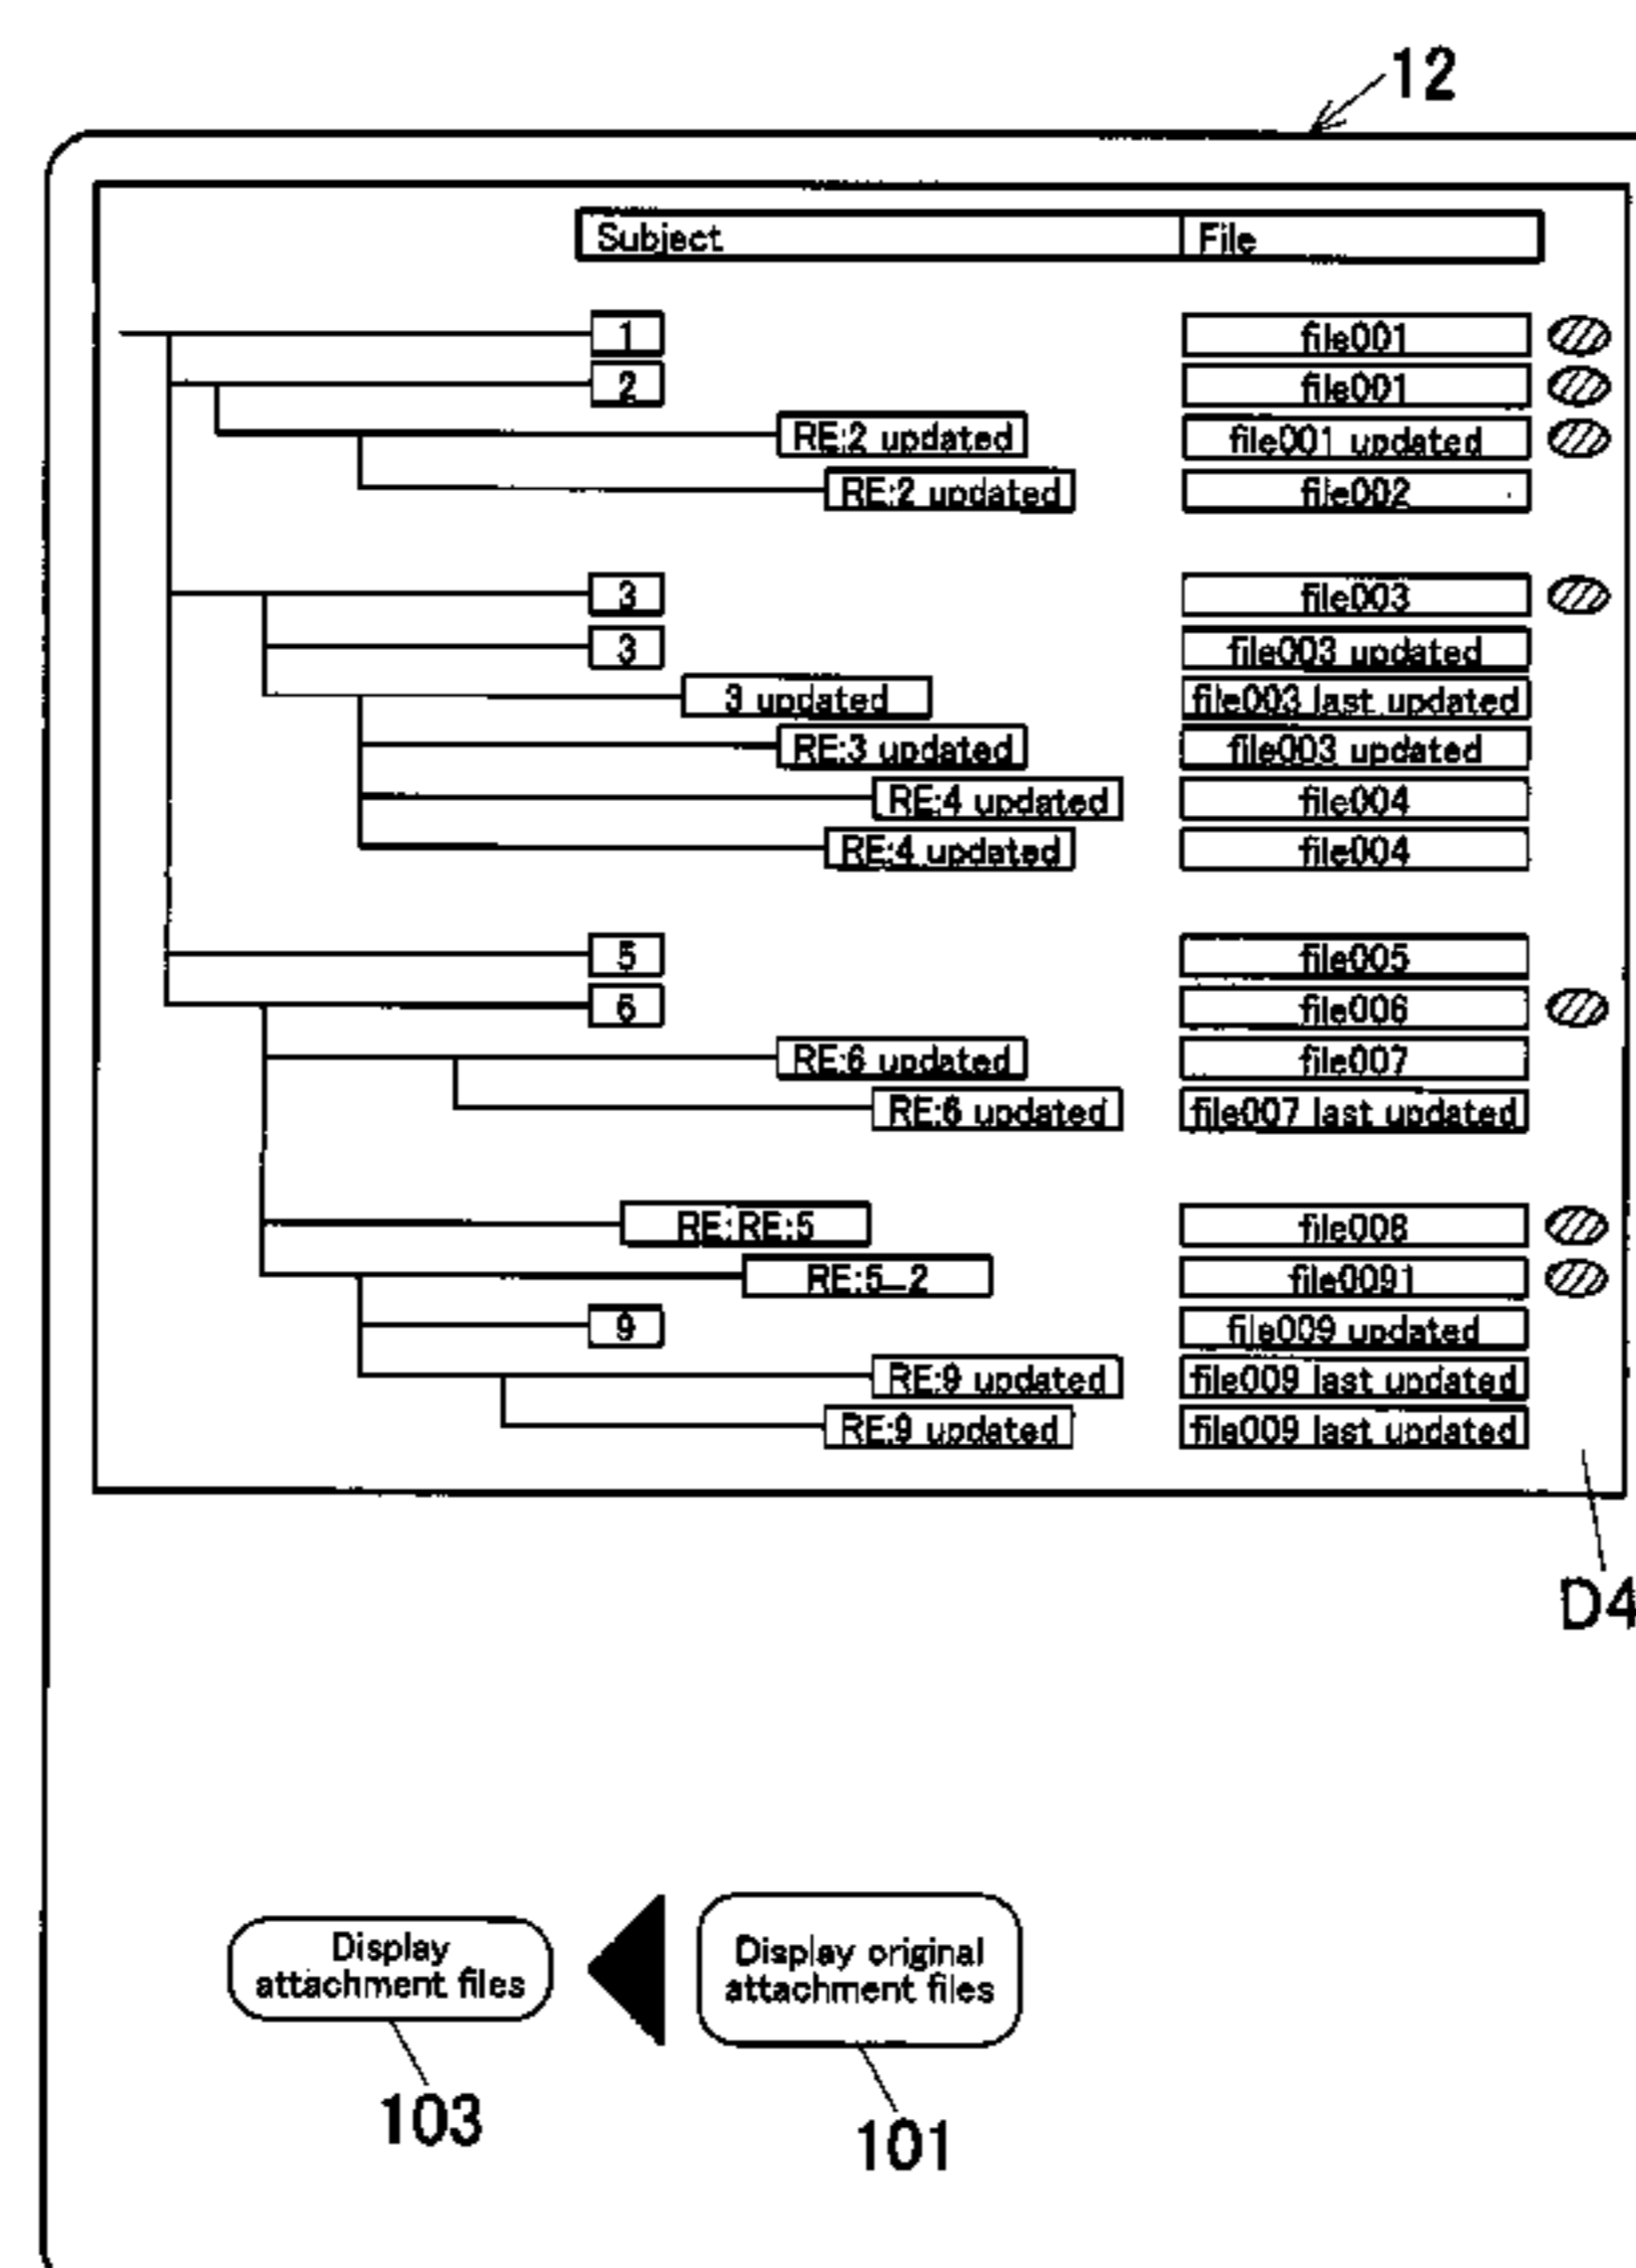 12
Subject File
1 file001
2 file001
RE:2 updated file001 updated
RE:2 updated file002
3 file003
3 file003 updated
3 updated file003 last updated
RE:3 updated file003 updated
RE:4 updated file004
RE:4 updated file004
5 file005
6 file006
RE:6 updated file007
RE:6 updated file007 last updated
RE:RE:5 file008
RE:5_2 file0091
9 file009 updated
RE:9 updated file009 last updated
RE:9 updated file009 last updated
D4
Display
attachment files
Display original
attachment files
103
101